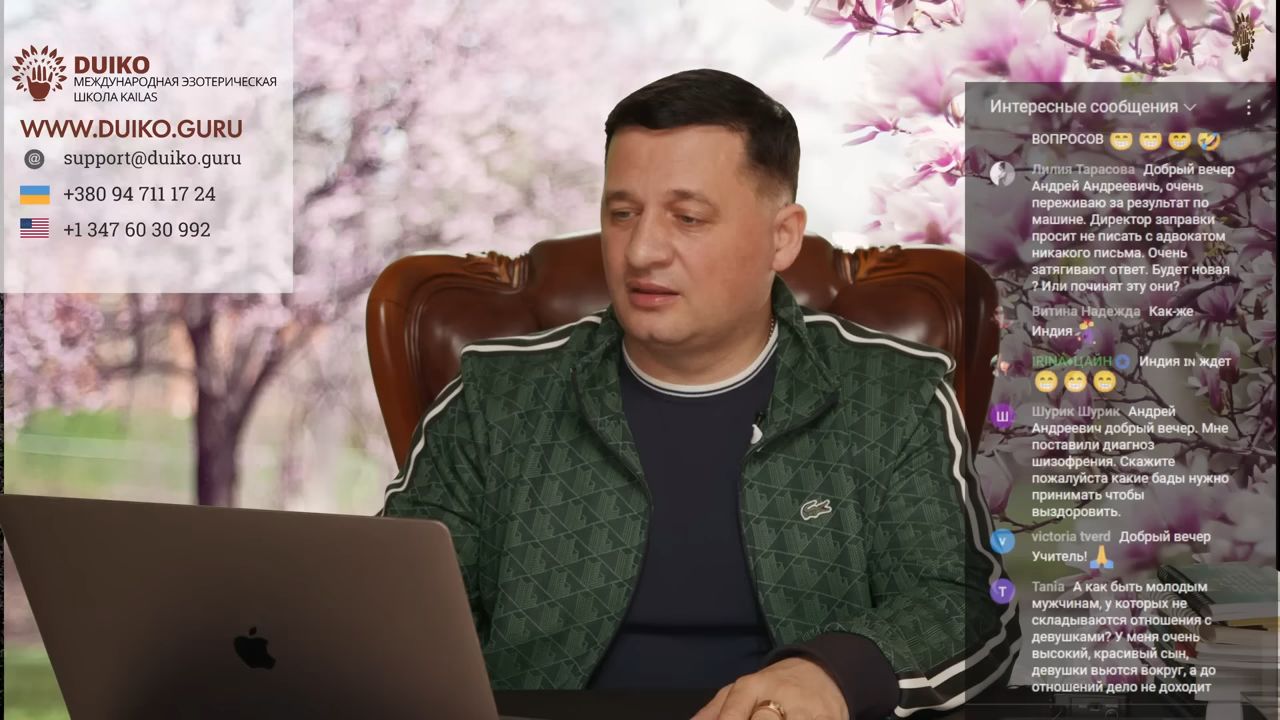 DUIKO
МЕЖДУНАРОДНАЯ ЭЗОТЕРИЧЕСКАЯ
ШКОЛА KAILAS
WWW.DUIKO.GURU
@ support@duiko.guru
+380 94 711 17 24
+1 347 60 30 992
Интересные сообщения
ВОПРОСОВ 😁 😁 😁 🤣
Лилия Тарасова Добрый вечер
Андрей Андреевичь, очень
переживаю за результат по
машине. Директор заправки
просит не писать с адвокатом
никакого письма. Очень
затягивают ответ. Будет новая
? Или починят эту они?
Витина Надежда Как-же
Индия
IRINA♦ЦАЙН Индия IN ждет
😁 😁 😁
Ш Шурик Шурик Андрей
Андреевич добрый вечер. Мне
поставили диагноз
шизофрения. Скажите
пожалуйста какие бады нужно
принимать чтобы
выздоровить.
v victoria tverd Добрый вечер
Учитель! 🙏
T Tania А как быть молодым
мужчинам, у которых не
складываются отношения с
девушками? У меня очень
высокий, красивый сын,
девушки вьются вокруг, а до
отношений дело не доходит